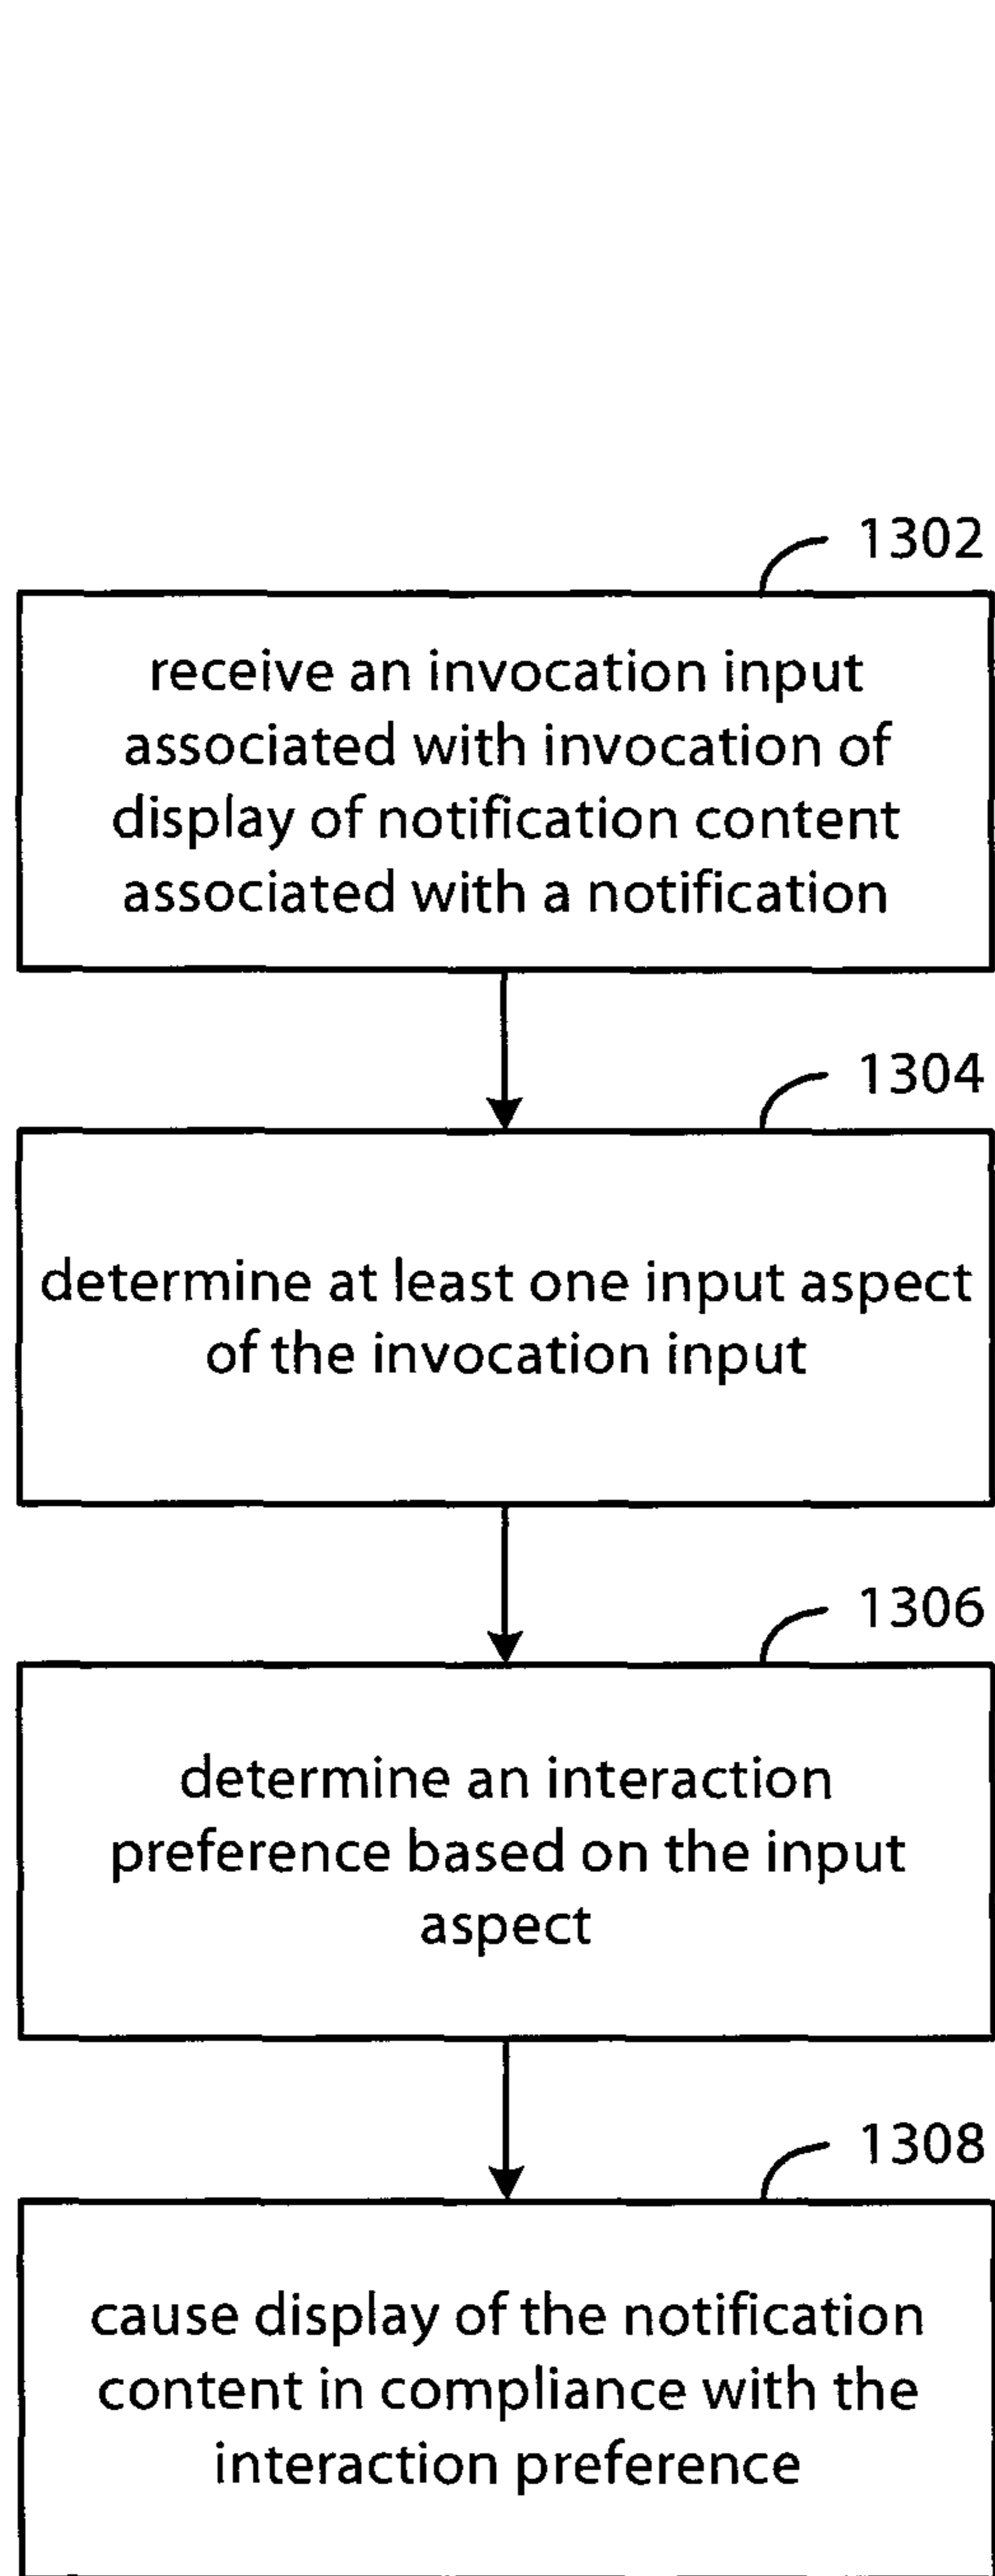 1302
receive an invocation input
associated with invocation of
display of notification content
associated with a notification
1304
determine at least one input aspect
of the invocation input
1306
determine an interaction
preference based on the input
aspect
1308
cause display of the notification
content in compliance with the
interaction preference